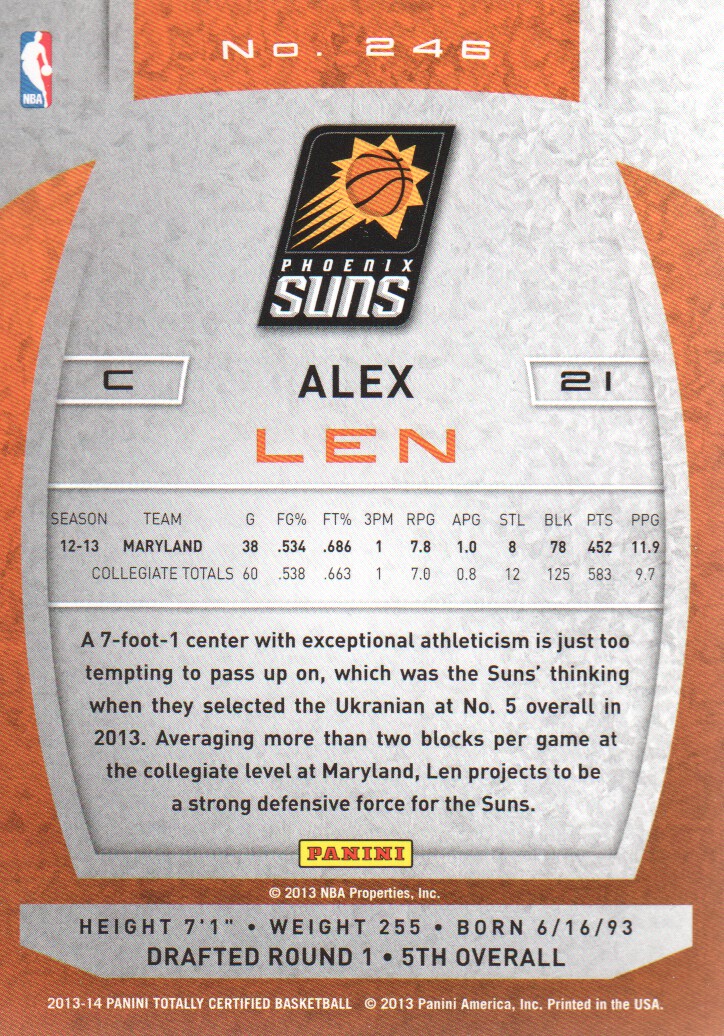 No. 246
NBA
PHOENIX
SUNS
C
ALEX
21
LEN
SEASON TEAM G FG% FT% 3PM RPG APG STL BLK PTS PPG
12-13 MARYLAND 38 .534 .686 1 7.8 1.0 8 78 452 11.9
COLLEGIATE TOTALS 60 .538 .663 1 7.0 0.8 12 125 583 9.7
A 7-foot-1 center with exceptional athleticism is just too
tempting to pass up on, which was the Suns' thinking
when they selected the Ukranian at No. 5 overall in
2013. Averaging more than two blocks per game at
the collegiate level at Maryland, Len projects to be
a strong defensive force for the Suns.
PANINI
© 2013 NBA Properties, Inc.
HEIGHT 7'1" • WEIGHT 255 • BORN 6/16/93
DRAFTED ROUND 1 • 5TH OVERALL
2013-14 PANINI TOTALLY CERTIFIED BASKETBALL © 2013 Panini America, Inc. Printed in the USA.